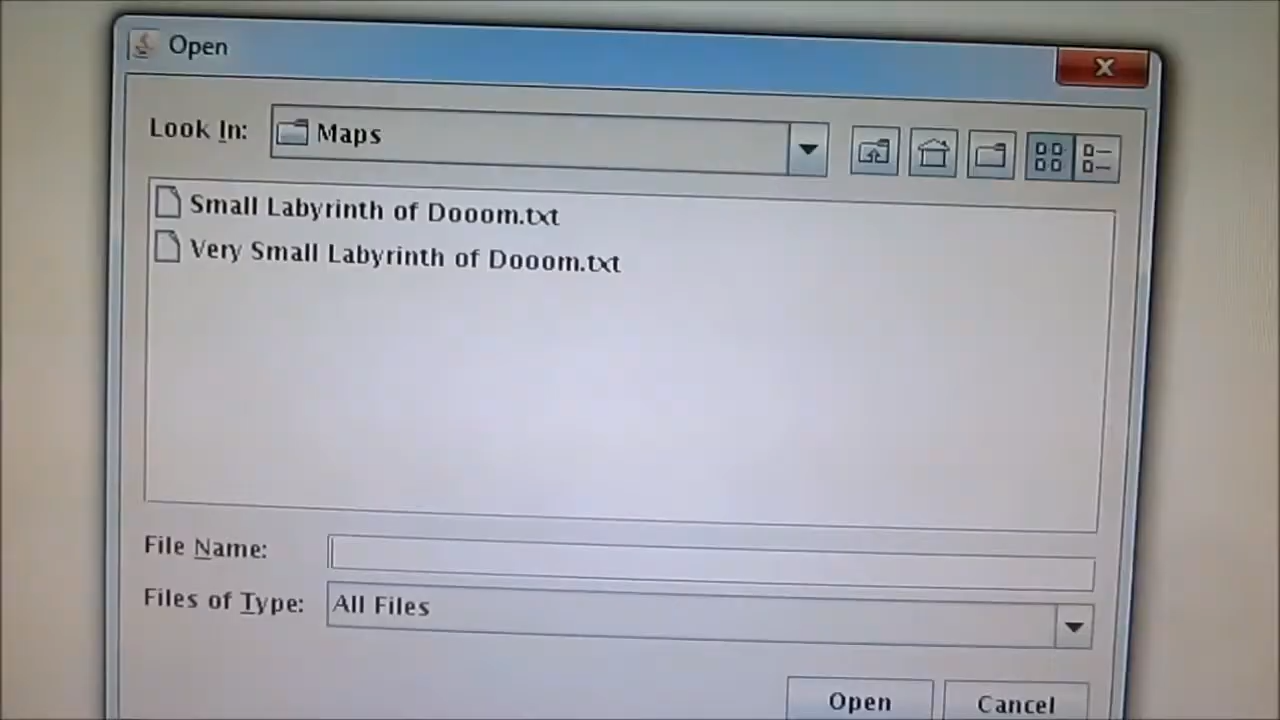 Open
X
Look In:
Maps
Small Labyrinth of Dooom.txt
Very Small Labyrinth of Dooom.txt
File Name:
Files of Type:
All Files
Open
Cancel